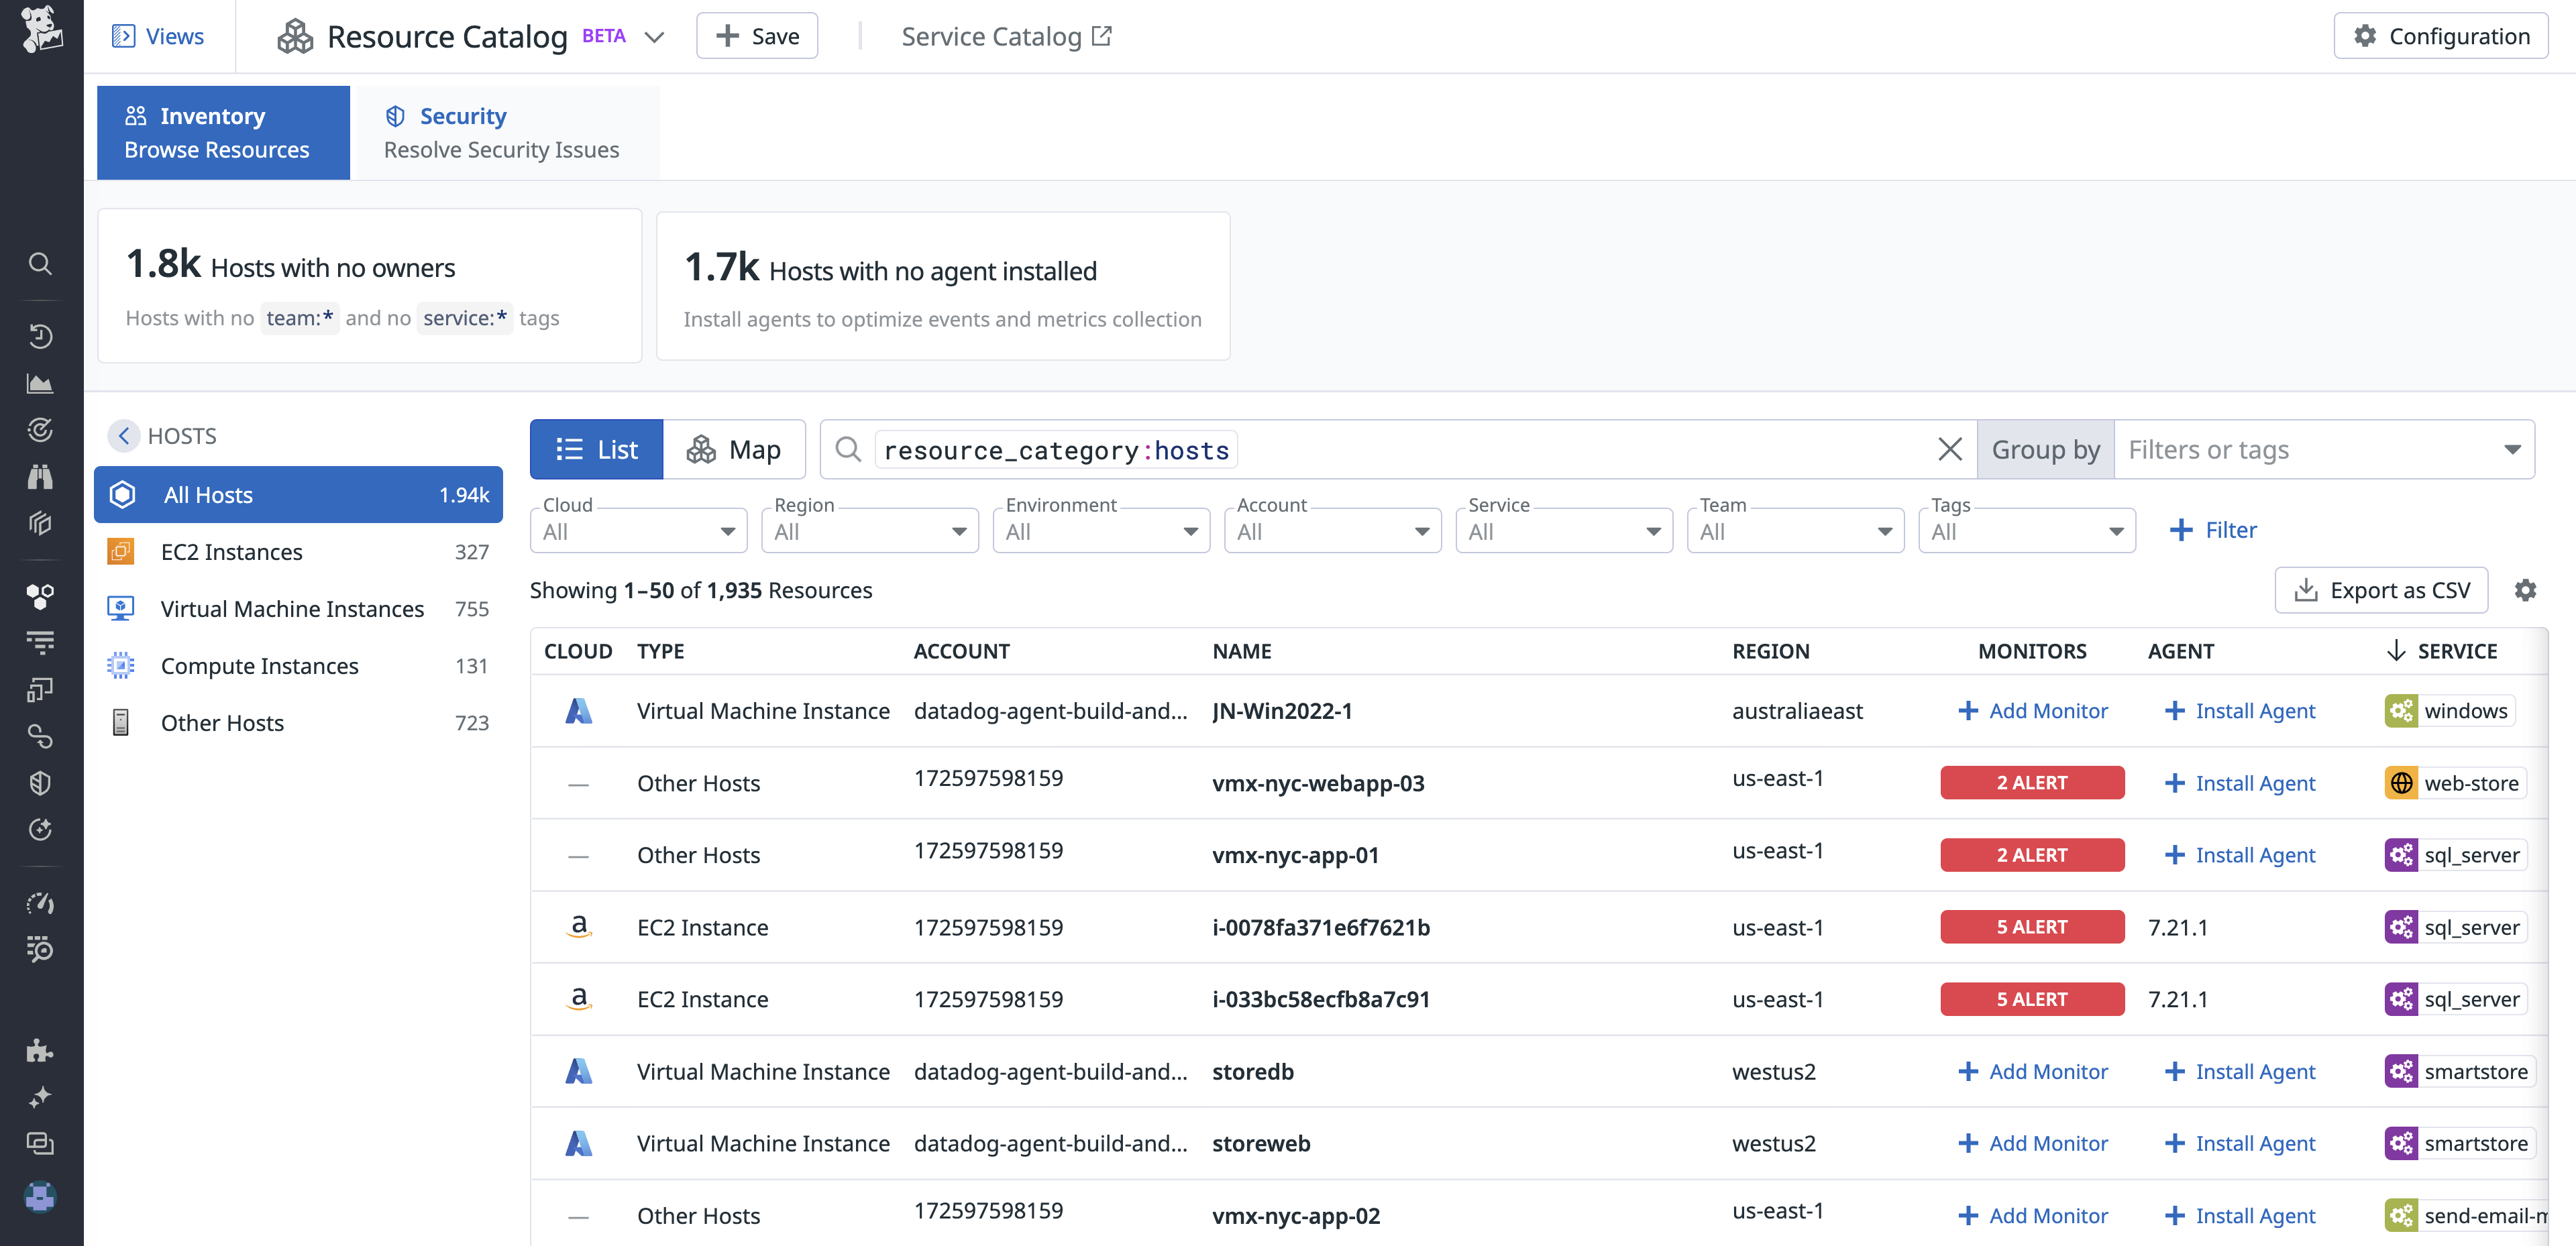 Views
Resource Catalog BETA
Save
Service Catalog
Configuration
Inventory
Browse Resources
Security
Resolve Security Issues
1.8k Hosts with no owners
Hosts with no team:* and no service:* tags
1.7k Hosts with no agent installed
Install agents to optimize events and metrics collection
HOSTS
All Hosts 1.94k
EC2 Instances 327
Virtual Machine Instances 755
Compute Instances 131
Other Hosts 723
List
Map
resource_category:hosts
Group by
Filters or tags
Cloud Region Environment Account Service Team Tags
All All All All All All All
Filter
Showing 1–50 of 1,935 Resources
Export as CSV
CLOUD TYPE ACCOUNT NAME REGION MONITORS AGENT SERVICE
Virtual Machine Instance datadog-agent-build-and... JN-Win2022-1 australiaeast Add Monitor Install Agent windows
— Other Hosts 172597598159 vmx-nyc-webapp-03 us-east-1 2 ALERT Install Agent web-store
— Other Hosts 172597598159 vmx-nyc-app-01 us-east-1 2 ALERT Install Agent sql_server
EC2 Instance 172597598159 i-0078fa371e6f7621b us-east-1 5 ALERT 7.21.1 sql_server
EC2 Instance 172597598159 i-033bc58ecfb8a7c91 us-east-1 5 ALERT 7.21.1 sql_server
Virtual Machine Instance datadog-agent-build-and... storedb westus2 Add Monitor Install Agent smartstore
Virtual Machine Instance datadog-agent-build-and... storeweb westus2 Add Monitor Install Agent smartstore
— Other Hosts 172597598159 vmx-nyc-app-02 us-east-1 Add Monitor Install Agent send-email-m